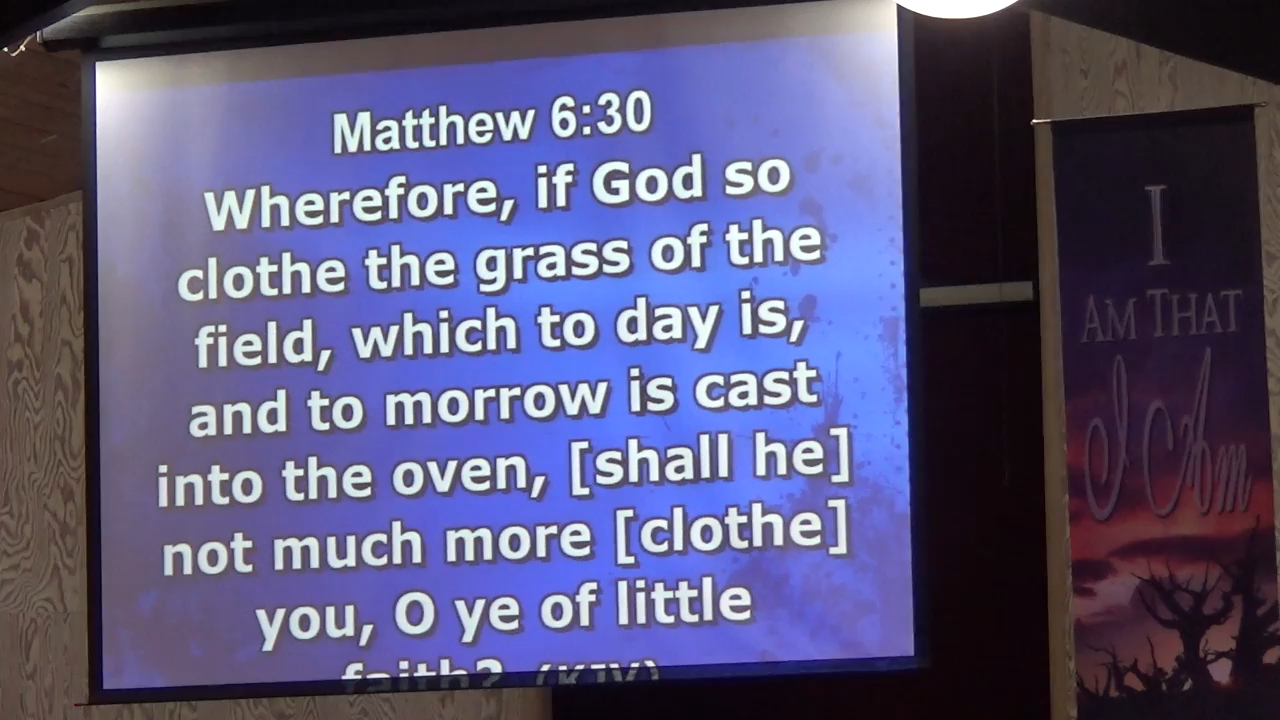 Matthew 6:30
Wherefore, if God so
clothe the grass of the
field, which to day is,
and to morrow is cast
into the oven, [shall he]
not much more [clothe]
you, O ye of little
faith? (KJV)
I
AM THAT
I Am